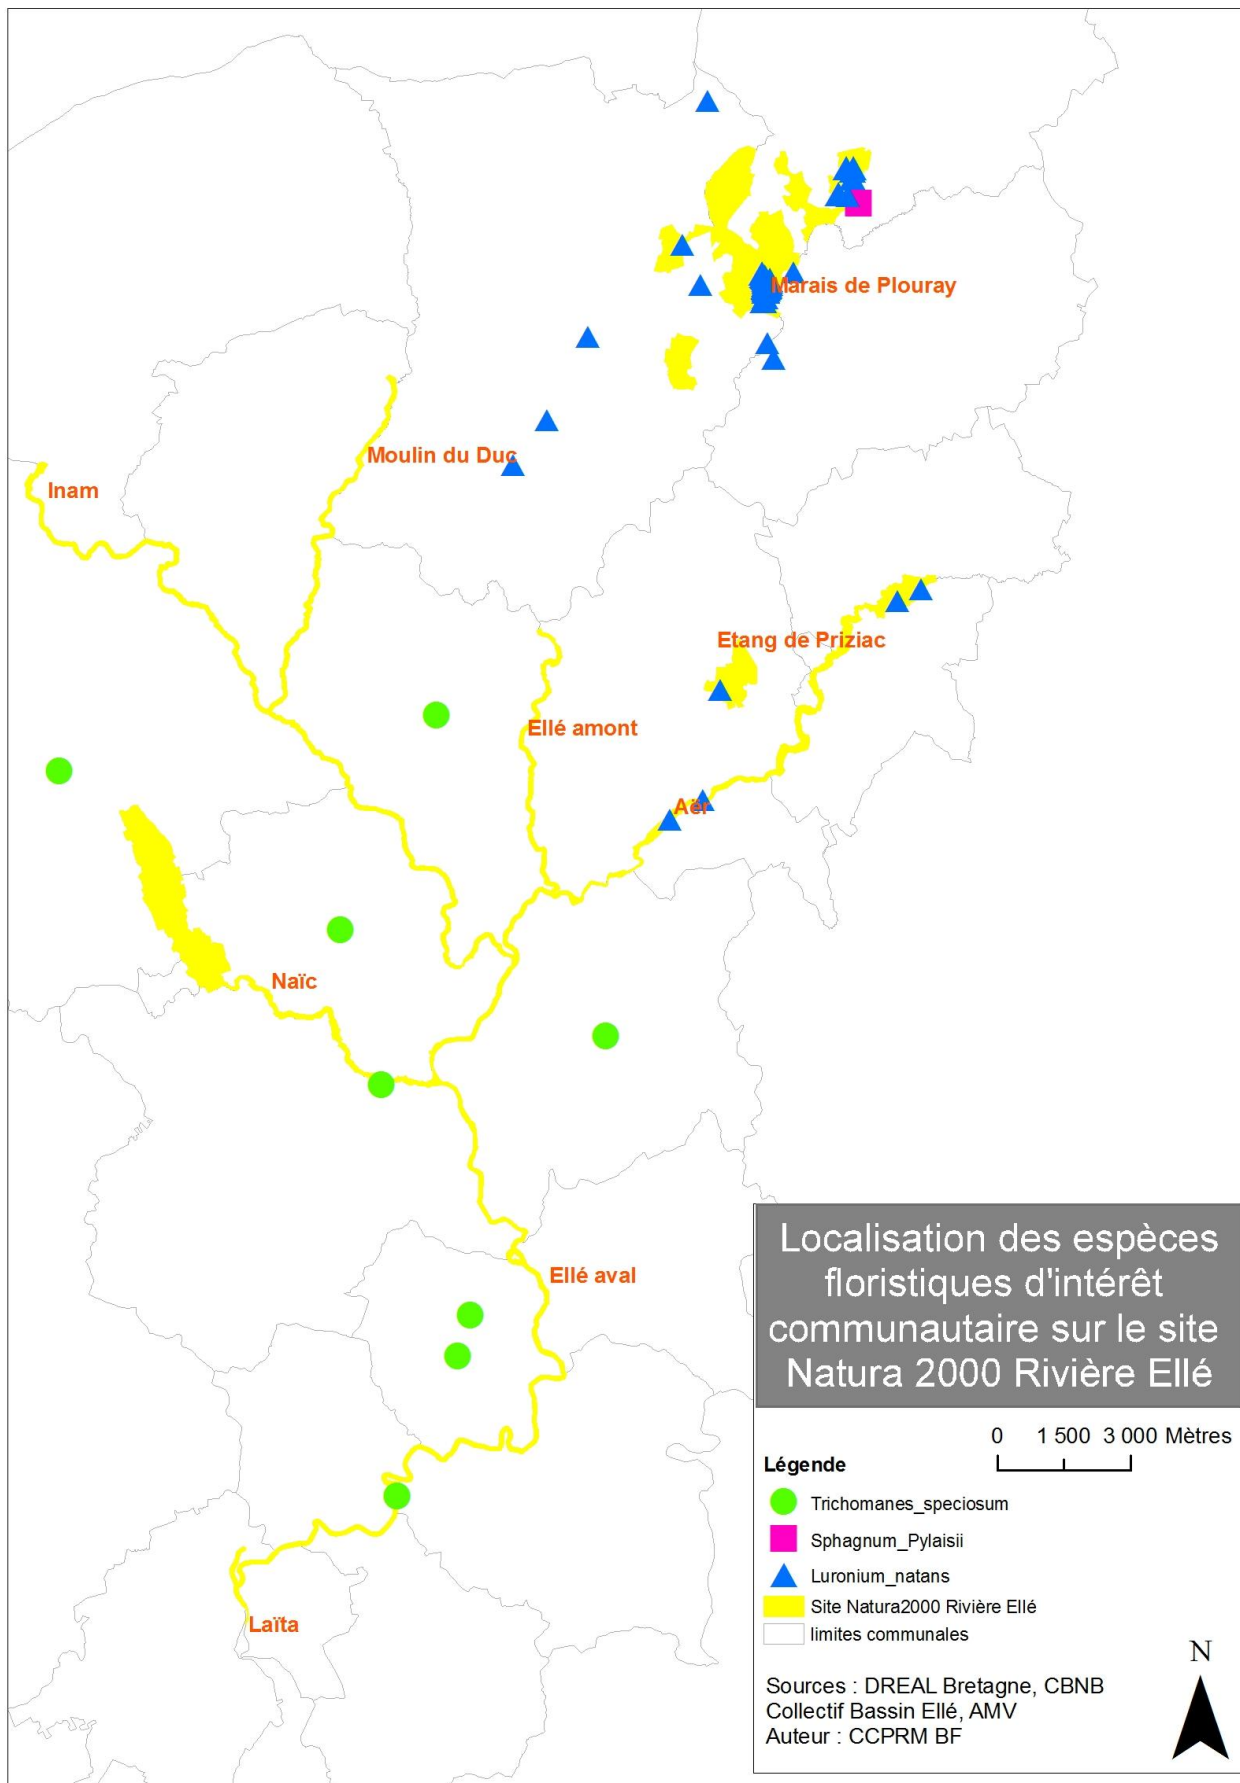 Marais de Plouray
Moulin du Duc
Inam
Etang de Priziac
Ellé amont
Aër
Naïc
Ellé aval
Laïta
Localisation des espèces
floristiques d'intérêt
communautaire sur le site
Natura 2000 Rivière Ellé
0 1 500 3 000 Mètres
Légende
Trichomanes_speciosum
Sphagnum_Pylaisii
Luronium_natans
Site Natura2000 Rivière Ellé
limites communales
N
Sources : DREAL Bretagne, CBNB
Collectif Bassin Ellé, AMV
Auteur : CCPRM BF